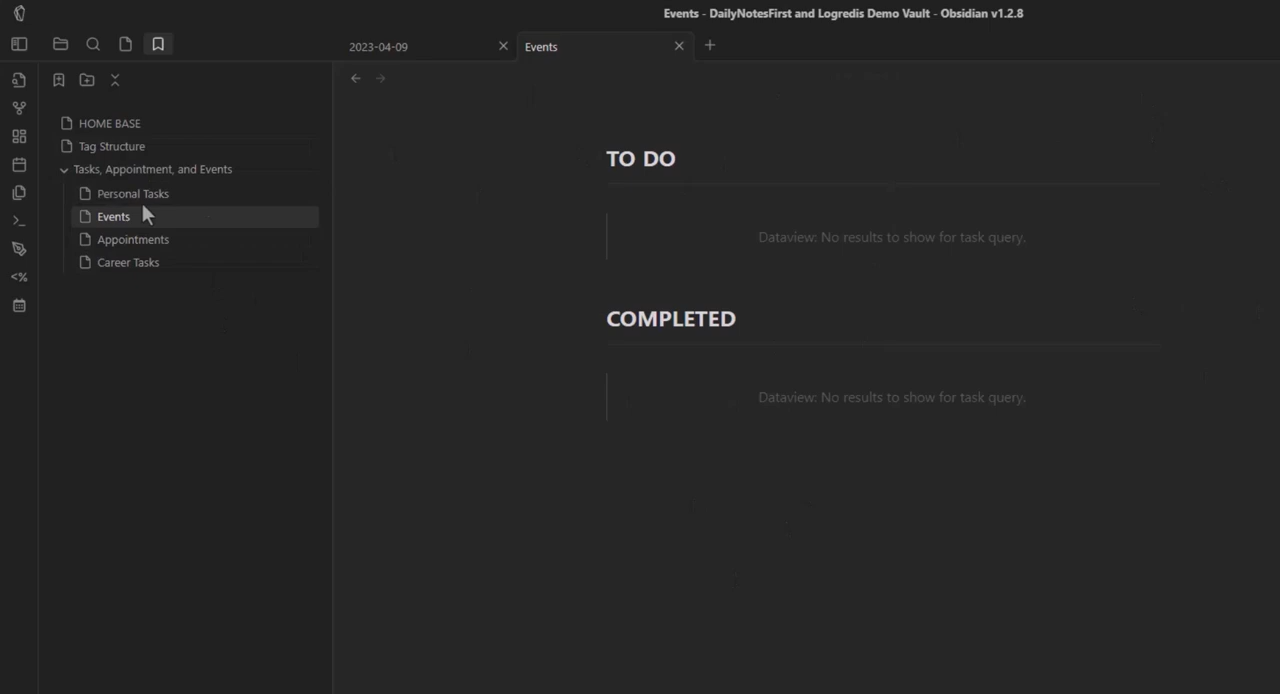 Events - DailyNotesFirst and Logredis Demo Vault - Obsidian v1.2.8
2023-04-09
Events
HOME BASE
Tag Structure
Tasks, Appointment, and Events
Personal Tasks
Events
Appointments
Career Tasks
TO DO
Dataview: No results to show for task query.
COMPLETED
Dataview: No results to show for task query.